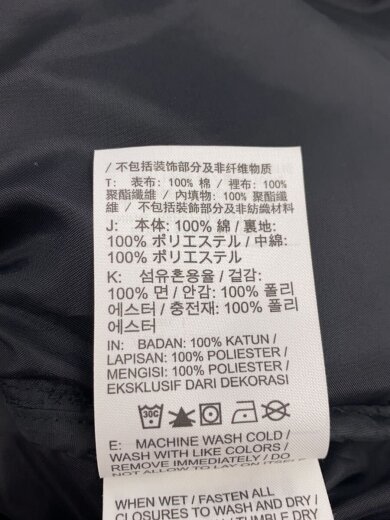 / 不包括装饰部分及非纤维物质
T: 表布: 100% 棉 / 裡布: 100%
聚酯纖維 / 內填物: 100% 聚酯纖
維 / 不包括裝飾部分及非紡織材料
J: 本体: 100% 綿 / 裏地:
100% ポリエステル / 中綿:
100% ポリエステル
K: 섬유혼용율 / 겉감:
100% 면 / 안감: 100% 폴리
에스터 / 충전재: 100% 폴리
에스터
IN: BADAN: 100% KATUN /
LAPISAN: 100% POLIESTER /
MENGISI: 100% POLIESTER /
EKSKLUSIF DARI DEKORASI
30C
E: MACHINE WASH COLD /
WASH WITH LIKE COLORS /
REMOVE IMMEDIATELY / DO
NOT ALLOW TO LAY ON ITSELF
WHEN WET / FASTEN ALL
CLOSURES TO WASH AND DRY /